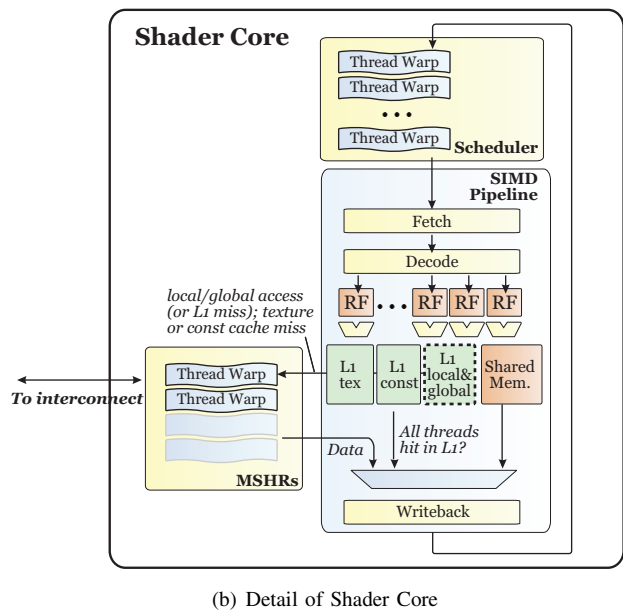 Shader Core
Thread Warp
Thread Warp
•••
Thread Warp
Scheduler
SIMD
Pipeline
Fetch
Decode
RF ••• RF RF RF
local/global access
(or L1 miss); texture
or const cache miss
L1
tex
L1
const
L1
local&
global
Shared
Mem.
Thread Warp
Thread Warp
To interconnect
MSHRs
Data
All threads
hit in L1?
Writeback
(b) Detail of Shader Core